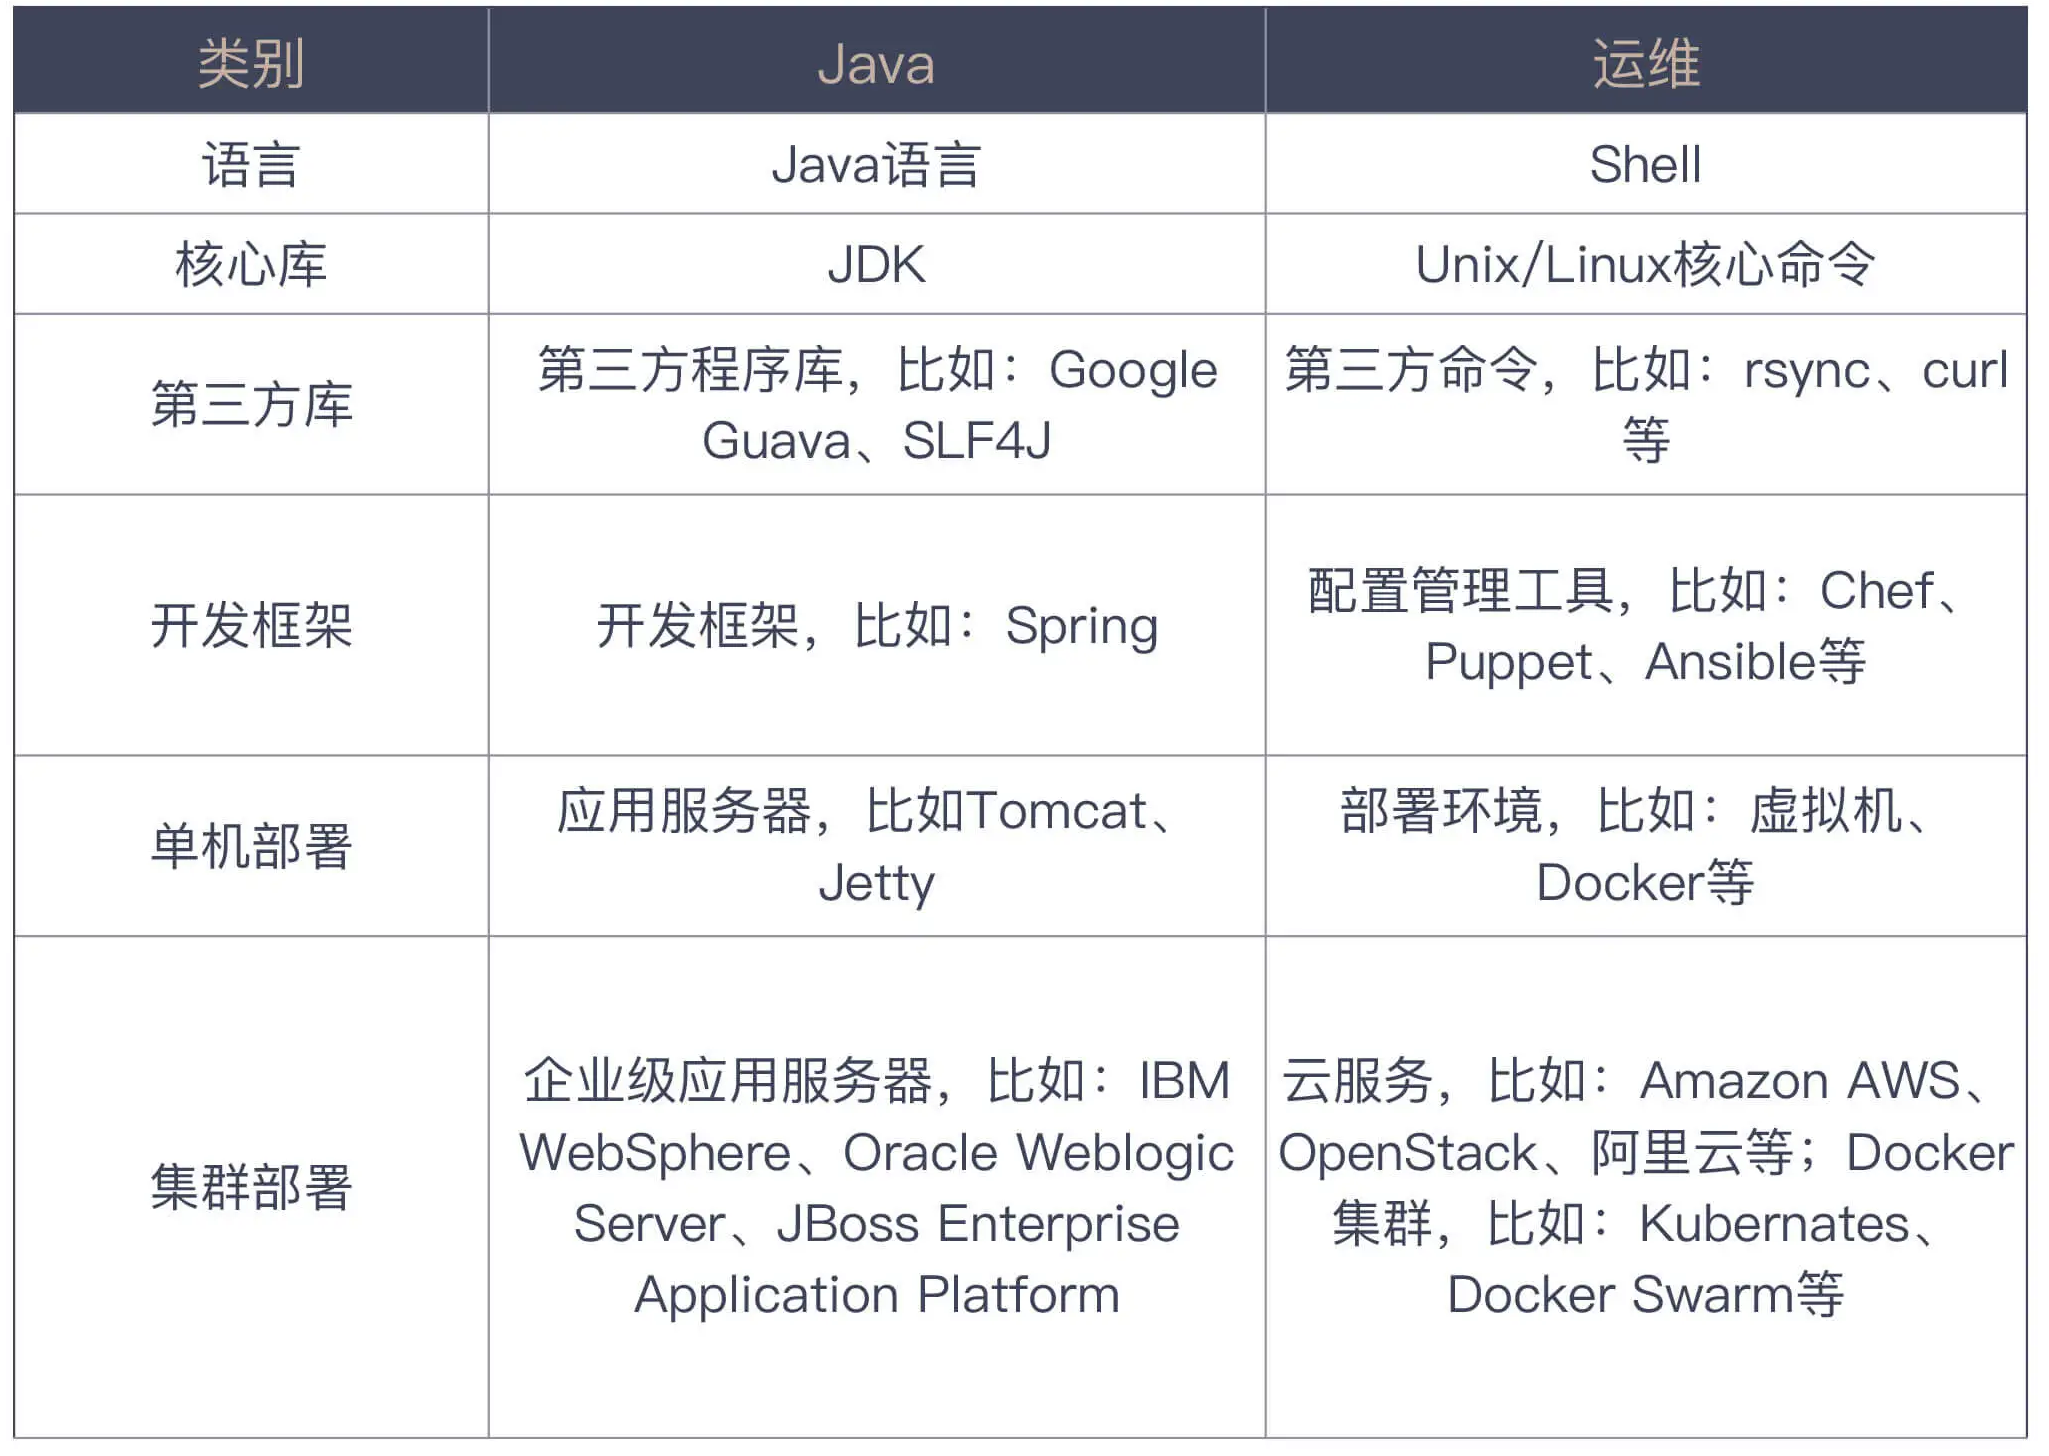 类别
Java
运维
语言
Java语言
Shell
核心库
JDK
Unix/Linux核心命令
第三方库
第三方程序库，比如：Google
Guava、SLF4J
第三方命令，比如：rsync、curl
等
开发框架
开发框架，比如：Spring
配置管理工具，比如：Chef、
Puppet、Ansible等
单机部署
应用服务器，比如Tomcat、
Jetty
部署环境，比如：虚拟机、
Docker等
集群部署
企业级应用服务器，比如：IBM
WebSphere、Oracle Weblogic
Server、JBoss Enterprise
Application Platform
云服务，比如：Amazon AWS、
OpenStack、阿里云等；Docker
集群，比如：Kubernates、
Docker Swarm等